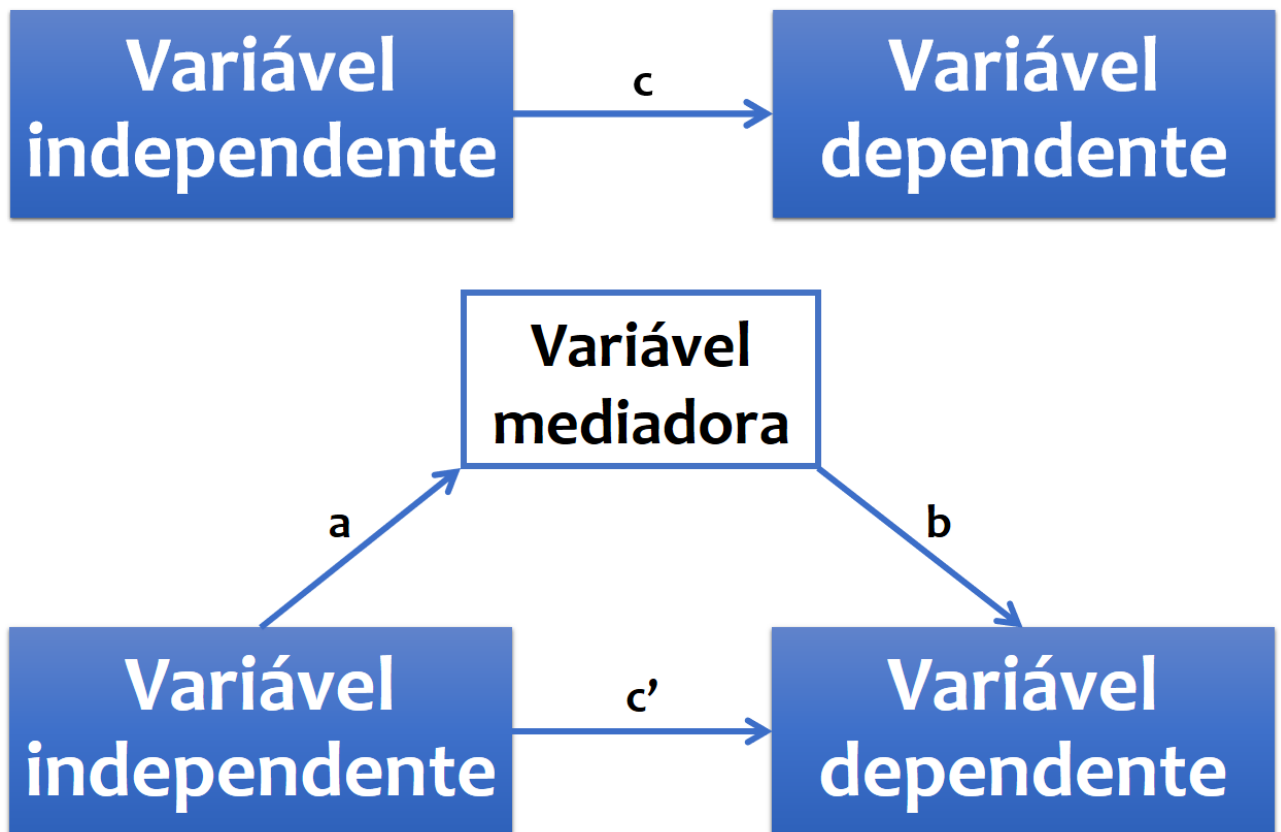 Variável
independente
c
Variável
dependente
Variável
mediadora
a
b
Variável
independente
c’
Variável
dependente